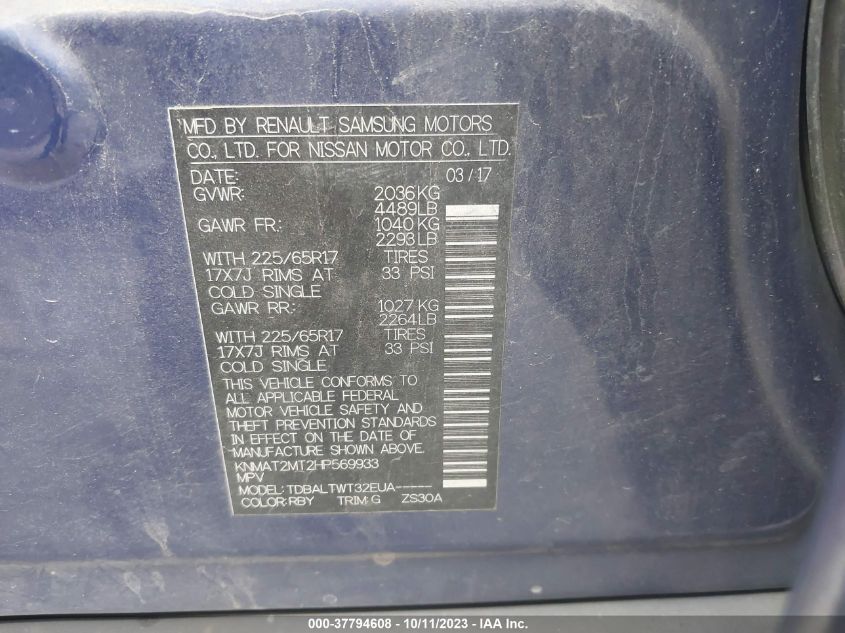 MFD BY RENAULT SAMSUNG MOTORS
CO., LTD. FOR NISSAN MOTOR CO., LTD.
DATE: 03/17
GVWR: 2036KG
4489LB
GAWR FR: 1040KG
2293LB
WITH 225/65R17 TIRES
17X7J RIMS AT 33 PSI
COLD SINGLE
GAWR RR: 1027KG
2264LB
WITH 225/65R17 TIRES
17X7J RIMS AT 33 PSI
COLD SINGLE
THIS VEHICLE CONFORMS TO
ALL APPLICABLE FEDERAL
MOTOR VEHICLE SAFETY AND
THEFT PREVENTION STANDARDS
IN EFFECT ON THE DATE OF
MANUFACTURE SHOWN ABOVE.
KNMAT2MT2HP569933
MPV
MODEL: TDBALTWT32EUA-----
COLOR:RBY TRIM:G ZS30A
000-37794608 - 10/11/2023 - IAA Inc.